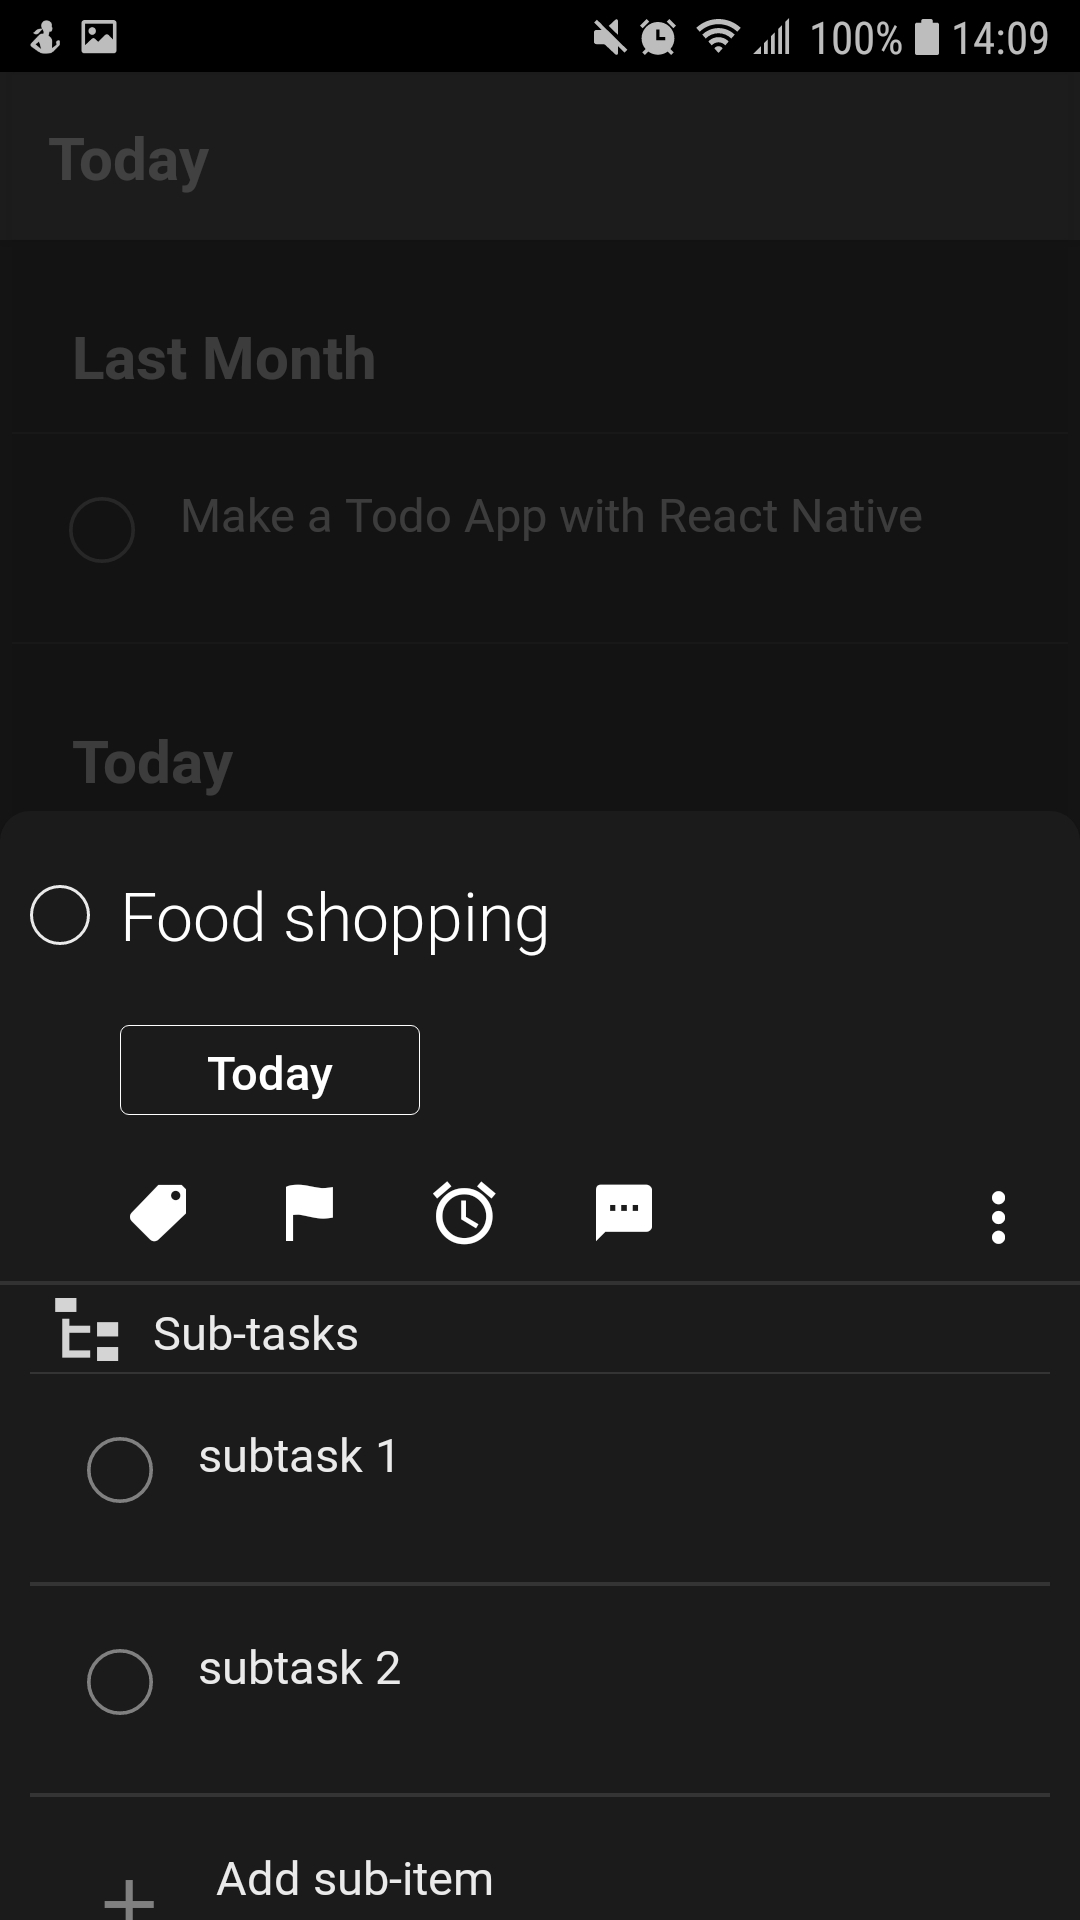 100% 14:09
Today
Last Month
Make a Todo App with React Native
Today
Food shopping
Today
Sub-tasks
subtask 1
subtask 2
Add sub-item